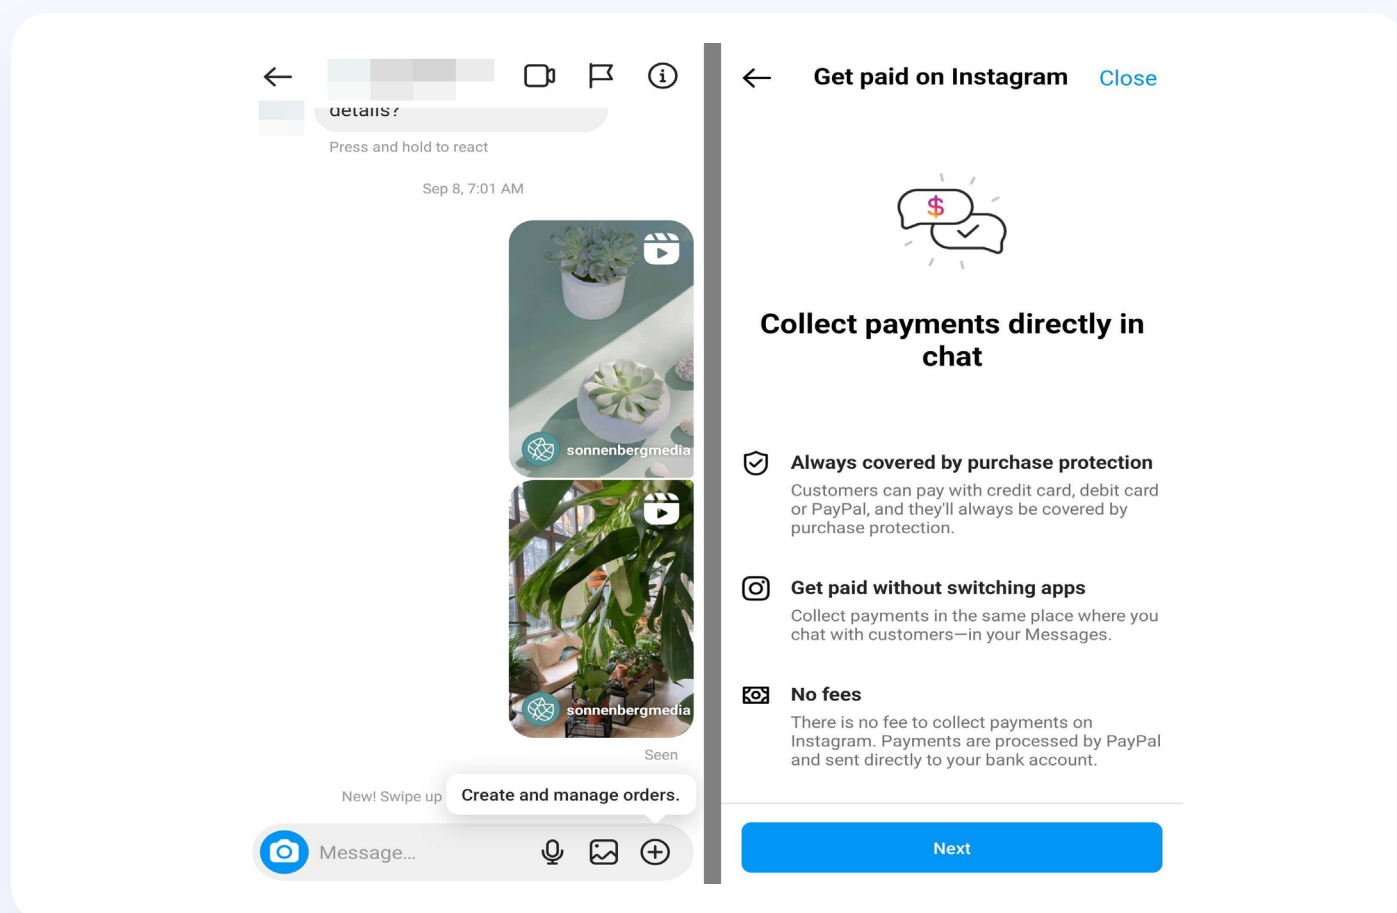 details?
Press and hold to react
Sep 8, 7:01 AM
sonnenbergmedia
sonnenbergmedia
Seen
New! Swipe up
Create and manage orders.
Message...
Get paid on Instagram
Close
$
Collect payments directly in
chat
Always covered by purchase protection
Customers can pay with credit card, debit card
or PayPal, and they'll always be covered by
purchase protection.
Get paid without switching apps
Collect payments in the same place where you
chat with customers—in your Messages.
No fees
There is no fee to collect payments on
Instagram. Payments are processed by PayPal
and sent directly to your bank account.
Next